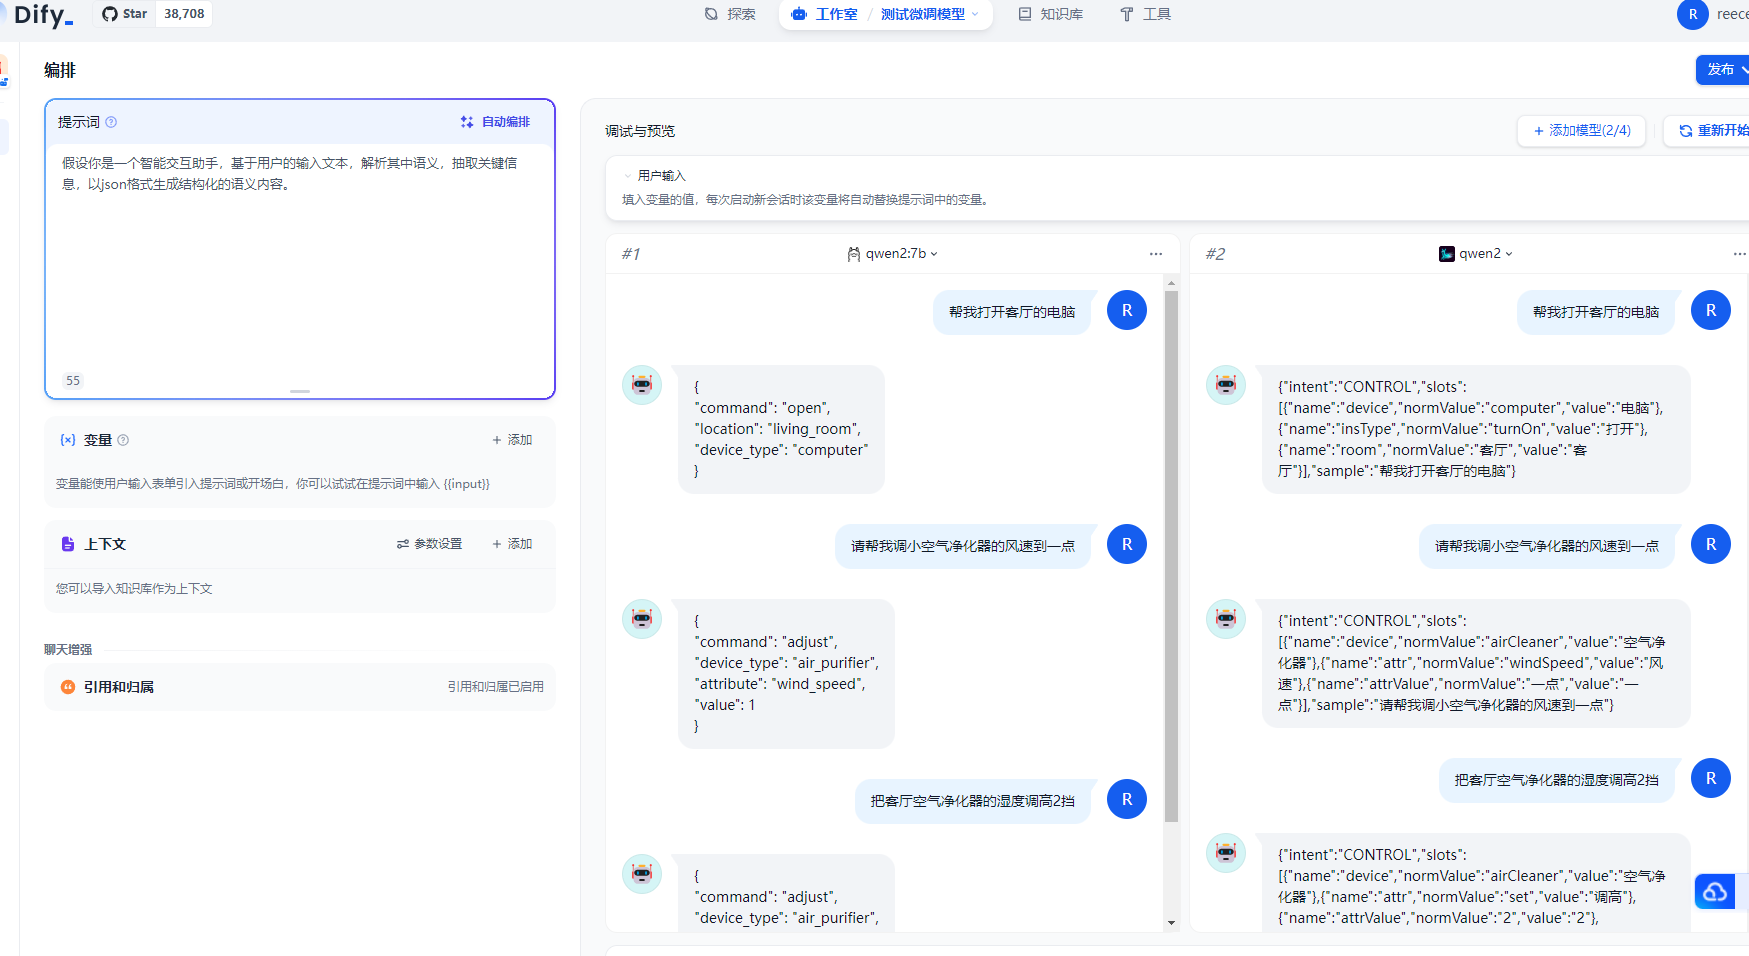 Dify_
Star 38,708
探索
工作室 / 测试微调模型
知识库
工具
R reece
编排
发布
提示词
自动编排
假设你是一个智能交互助手，基于用户的输入文本，解析其中语义，抽取关键信
息，以json格式生成结构化的语义内容。
55
变量
+ 添加
变量能使用户输入表单引入提示词或开场白，你可以试试在提示词中输入 {{input}}
上下文
参数设置
+ 添加
您可以导入知识库作为上下文
聊天增强
引用和归属
引用和归属已启用
调试与预览
+ 添加模型(2/4)
重新开始
用户输入
填入变量的值，每次启动新会话时该变量将自动替换提示词中的变量。
#1
qwen2:7b
帮我打开客厅的电脑
R
{
"command": "open",
"location": "living_room",
"device_type": "computer"
}
请帮我调小空气净化器的风速到一点
R
{
"command": "adjust",
"device_type": "air_purifier",
"attribute": "wind_speed",
"value": 1
}
把客厅空气净化器的湿度调高2挡
R
{
"command": "adjust",
"device_type": "air_purifier",
#2
qwen2
帮我打开客厅的电脑
R
{"intent":"CONTROL","slots":
[{"name":"device","normValue":"computer","value":"电脑"},
{"name":"insType","normValue":"turnOn","value":"打开"},
{"name":"room","normValue":"客厅","value":"客
厅"}],"sample":"帮我打开客厅的电脑"}
请帮我调小空气净化器的风速到一点
R
{"intent":"CONTROL","slots":
[{"name":"device","normValue":"airCleaner","value":"空气净
化器"},{"name":"attr","normValue":"windSpeed","value":"风
速"},{"name":"attrValue","normValue":"一点","value":"一
点"}],"sample":"请帮我调小空气净化器的风速到一点"}
把客厅空气净化器的湿度调高2挡
R
{"intent":"CONTROL","slots":
[{"name":"device","normValue":"airCleaner","value":"空气净
化器"},{"name":"attr","normValue":"set","value":"调高"},
{"name":"attrValue","normValue":"2","value":"2"},